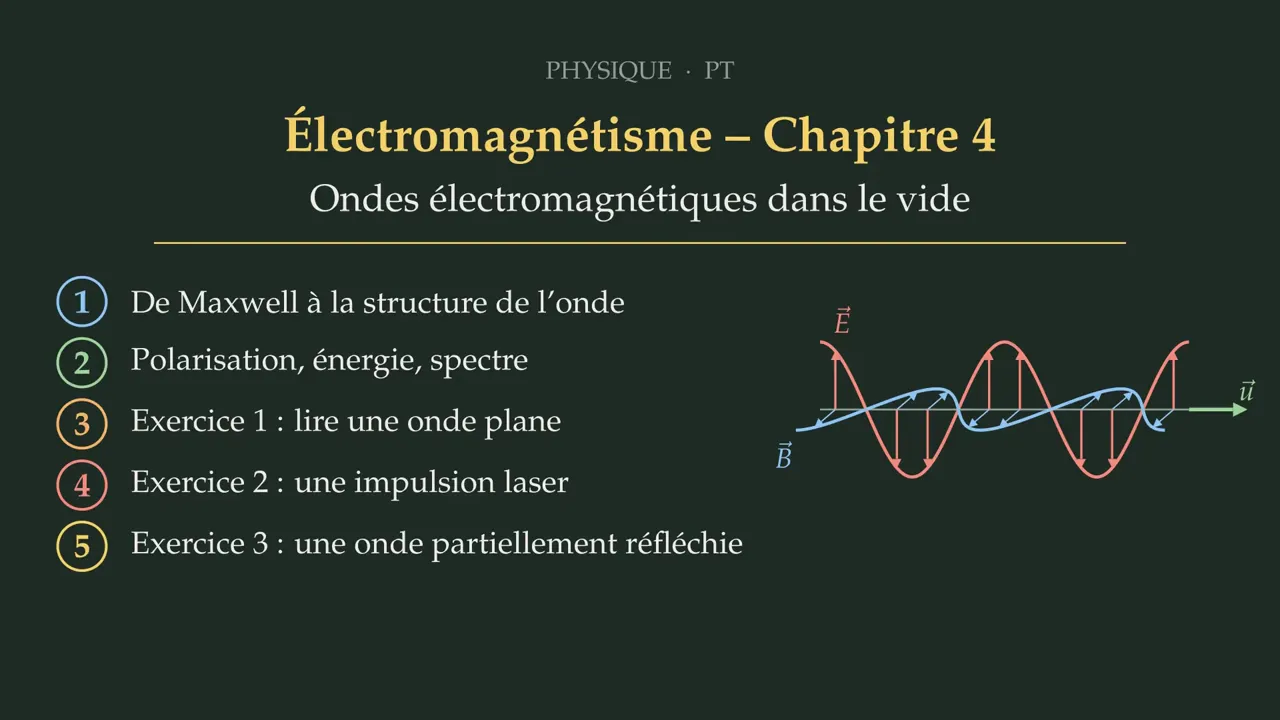 PHYSIQUE · PT
Électromagnétisme – Chapitre 4
Ondes électromagnétiques dans le vide
1 De Maxwell à la structure de l’onde
2 Polarisation, énergie, spectre
3 Exercice 1 : lire une onde plane
4 Exercice 2 : une impulsion laser
5 Exercice 3 : une onde partiellement réfléchie
E⃗
u⃗
B⃗